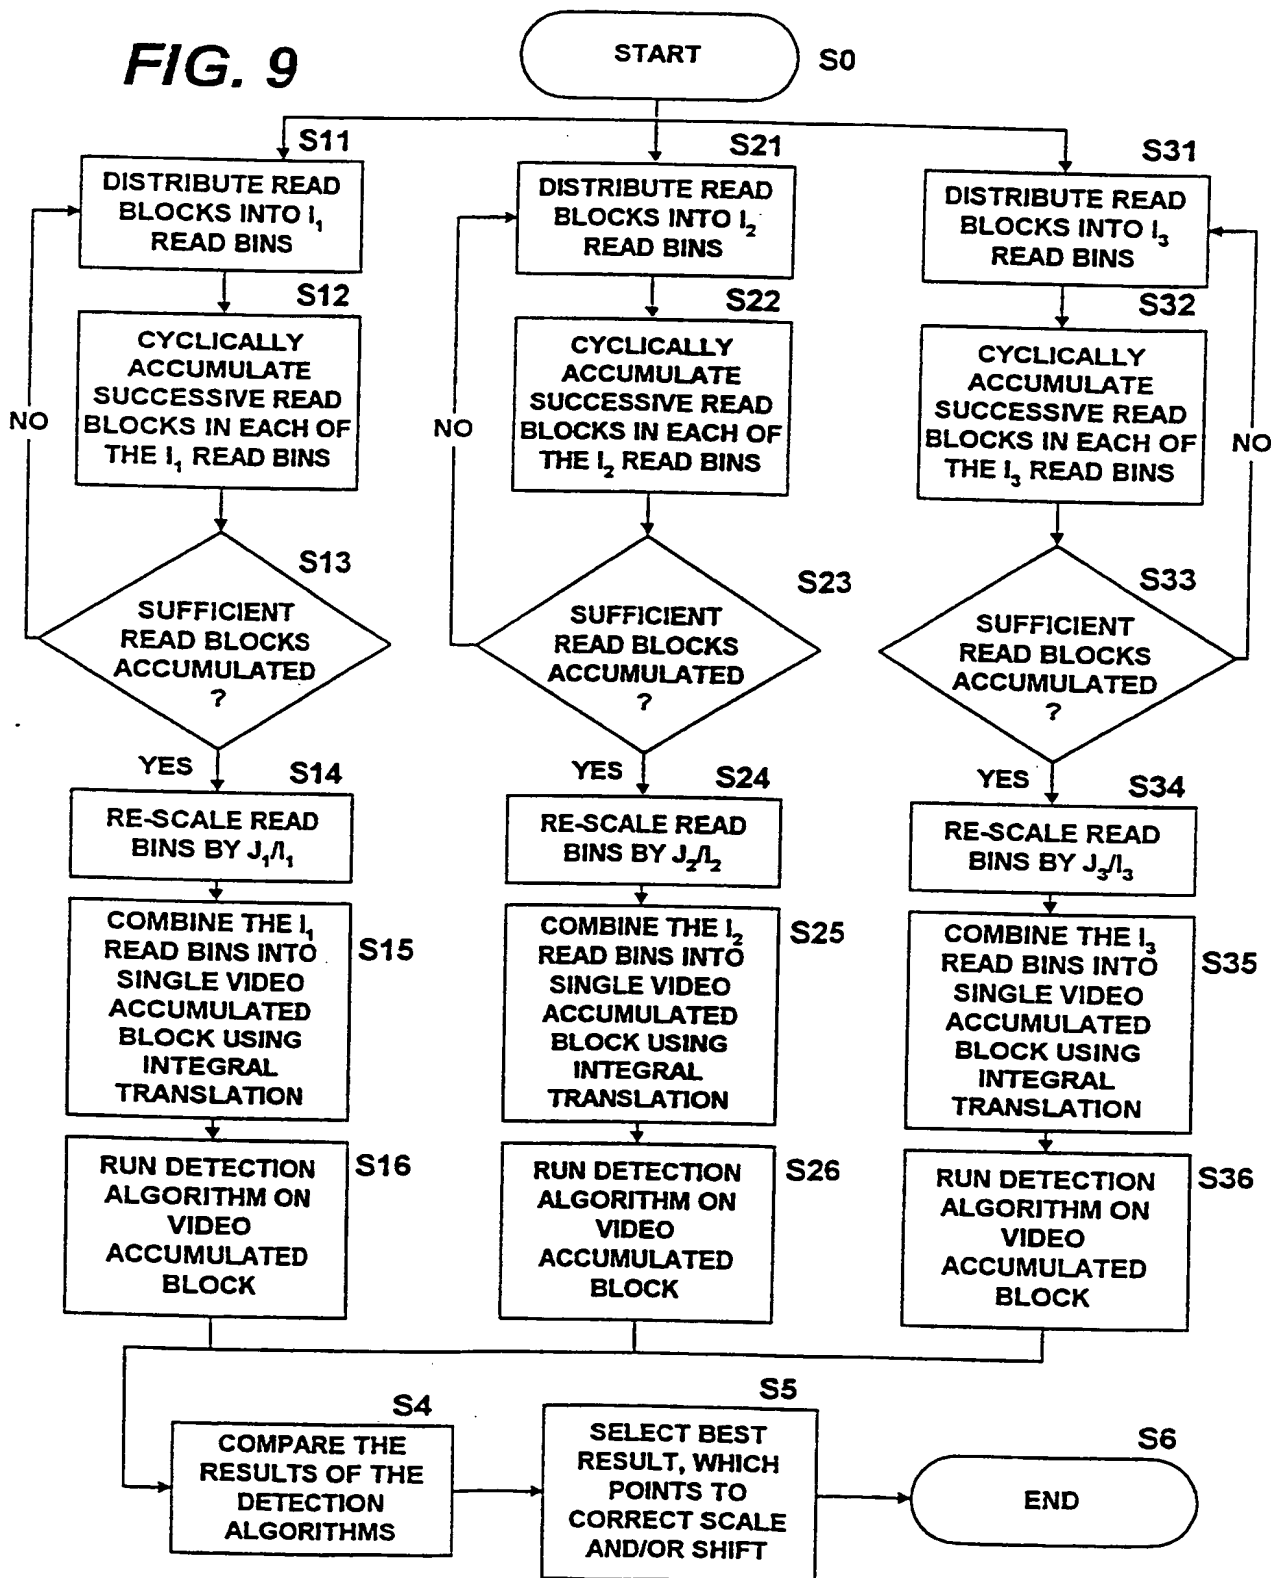 FIG. 9
START
S0
S11
DISTRIBUTE READ
BLOCKS INTO I₁
READ BINS
S12
CYCLICALLY
ACCUMULATE
SUCCESSIVE READ
BLOCKS IN EACH OF
THE I₁ READ BINS
NO
S13
SUFFICIENT
READ BLOCKS
ACCUMULATED
?
YES
S14
RE-SCALE READ
BINS BY J₁/I₁
COMBINE THE I₁
READ BINS INTO
SINGLE VIDEO
ACCUMULATED
BLOCK USING
INTEGRAL
TRANSLATION
S15
RUN DETECTION
ALGORITHM ON
VIDEO
ACCUMULATED
BLOCK
S16
S21
DISTRIBUTE READ
BLOCKS INTO I₂
READ BINS
S22
CYCLICALLY
ACCUMULATE
SUCCESSIVE READ
BLOCKS IN EACH OF
THE I₂ READ BINS
NO
S23
SUFFICIENT
READ BLOCKS
ACCUMULATED
?
YES
S24
RE-SCALE READ
BINS BY J₂/I₂
COMBINE THE I₂
READ BINS INTO
SINGLE VIDEO
ACCUMULATED
BLOCK USING
INTEGRAL
TRANSLATION
S25
RUN DETECTION
ALGORITHM ON
VIDEO
ACCUMULATED
BLOCK
S26
S31
DISTRIBUTE READ
BLOCKS INTO I₃
READ BINS
S32
CYCLICALLY
ACCUMULATE
SUCCESSIVE READ
BLOCKS IN EACH OF
THE I₃ READ BINS
NO
S33
SUFFICIENT
READ BLOCKS
ACCUMULATED
?
YES
S34
RE-SCALE READ
BINS BY J₃/I₃
COMBINE THE I₃
READ BINS INTO
SINGLE VIDEO
ACCUMULATED
BLOCK USING
INTEGRAL
TRANSLATION
S35
RUN DETECTION
ALGORITHM ON
VIDEO
ACCUMULATED
BLOCK
S36
S4
COMPARE THE
RESULTS OF THE
DETECTION
ALGORITHMS
S5
SELECT BEST
RESULT, WHICH
POINTS TO
CORRECT SCALE
AND/OR SHIFT
S6
END